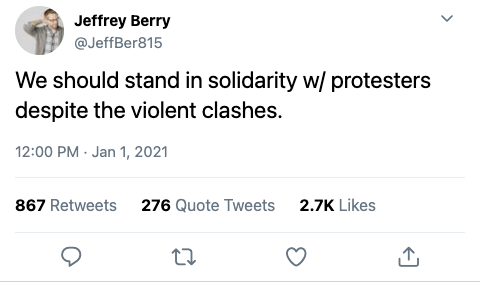 Jeffrey Berry
@JeffBer815
We should stand in solidarity w/ protesters
despite the violent clashes.
12:00 PM · Jan 1, 2021
867 Retweets 276 Quote Tweets 2.7K Likes